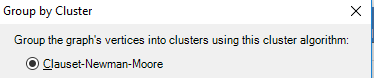 Group by Cluster
Group the graph's vertices into clusters using this cluster algorithm:
Clauset-Newman-Moore